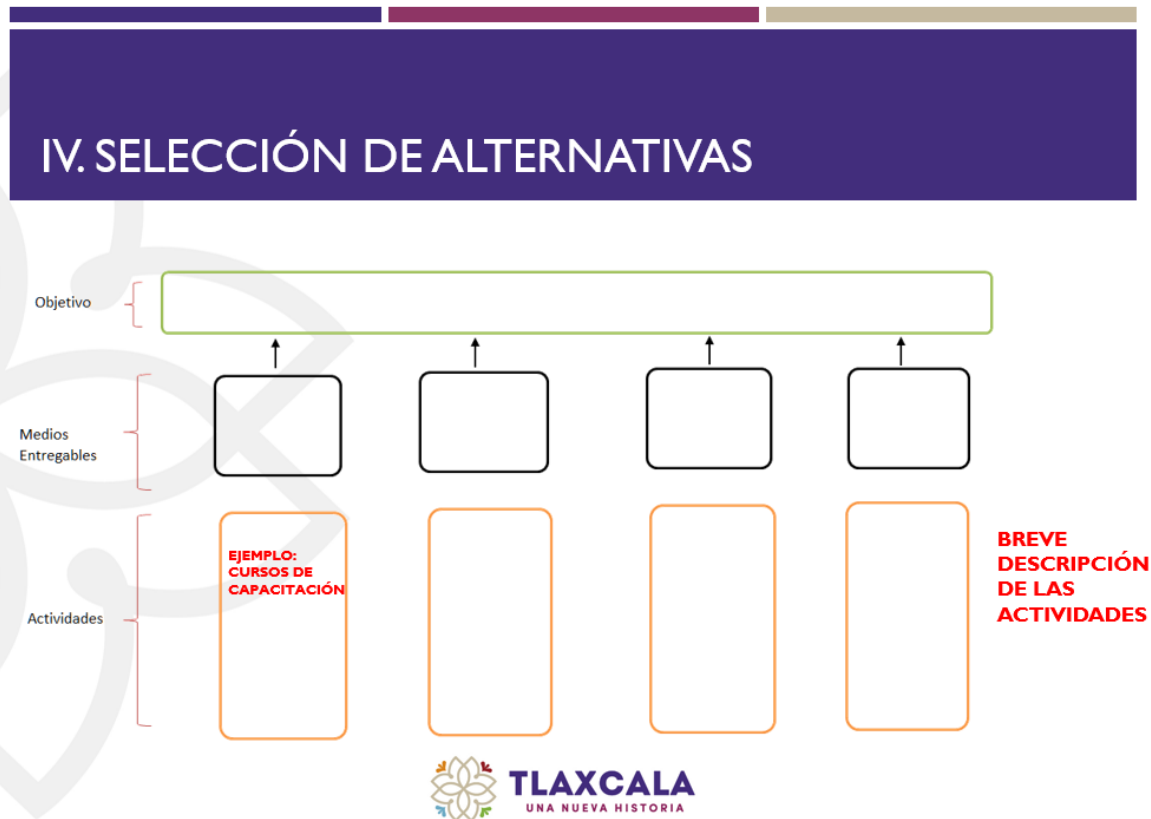 IV. SELECCIÓN DE ALTERNATIVAS
Objetivo
Medios
Entregables
Actividades
EJEMPLO:
CURSOS DE
CAPACITACIÓN
BREVE
DESCRIPCIÓN
DE LAS
ACTIVIDADES
TLAXCALA
UNA NUEVA HISTORIA